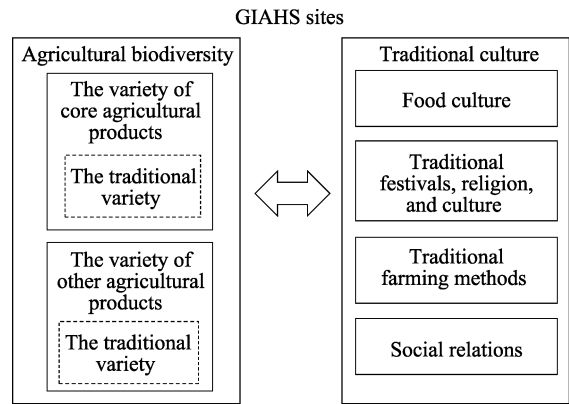 GIAHS sites
Agricultural biodiversity
The variety of
core agricultural
products
The traditional
variety
The variety of
other agricultural
products
The traditional
variety
Traditional culture
Food culture
Traditional
festivals, religion,
and culture
Traditional
farming methods
Social relations